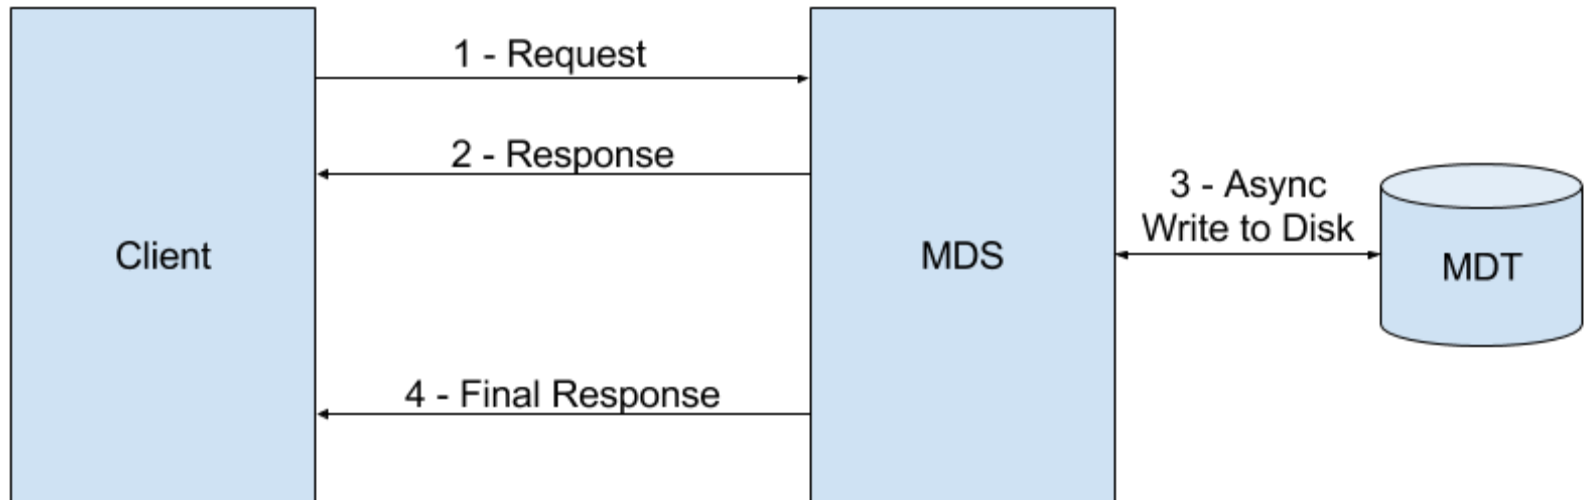 1 - Request
2 - Response
3 - Async
Write to Disk
Client
MDS
MDT
4 - Final Response